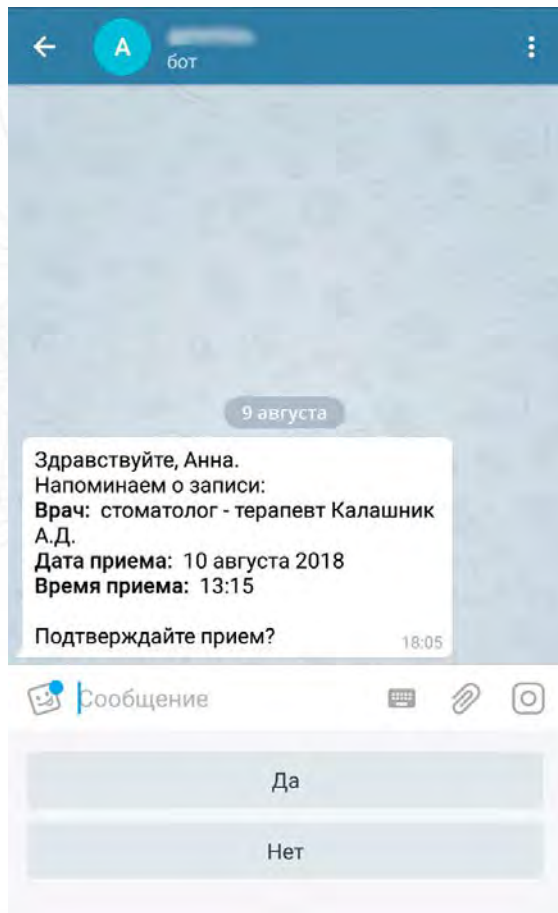 A
бот
9 августа
Здравствуйте, Анна.
Напоминаем о записи:
Врач: стоматолог - терапевт Калашник
А.Д.
Дата приема: 10 августа 2018
Время приема: 13:15
Подтверждайте прием?
18:05
Сообщение
Да
Нет